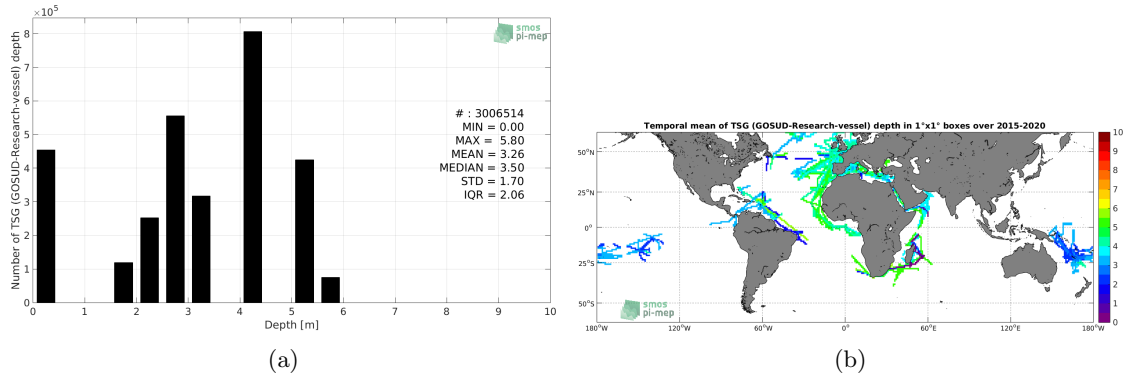 ×10⁵
8
7
6
5
4
3
2
1
0
Number of TSG (GOSUD-Research-vessel) depth
smos
pi-mep
# : 3006514
MIN = 0.00
MAX = 5.80
MEAN = 3.26
MEDIAN = 3.50
STD = 1.70
IQR = 2.06
0 1 2 3 4 5 6 7 8 9 10
Depth [m]
(a)
Temporal mean of TSG (GOSUD-Research-vessel) depth in 1°x1° boxes over 2015-2020
50°N
25°N
0°
25°S
50°S
smos
pi-mep
180°W 120°W 60°W 0° 60°E 120°E 180°W
10
9
8
7
6
5
4
3
2
1
0
(b)